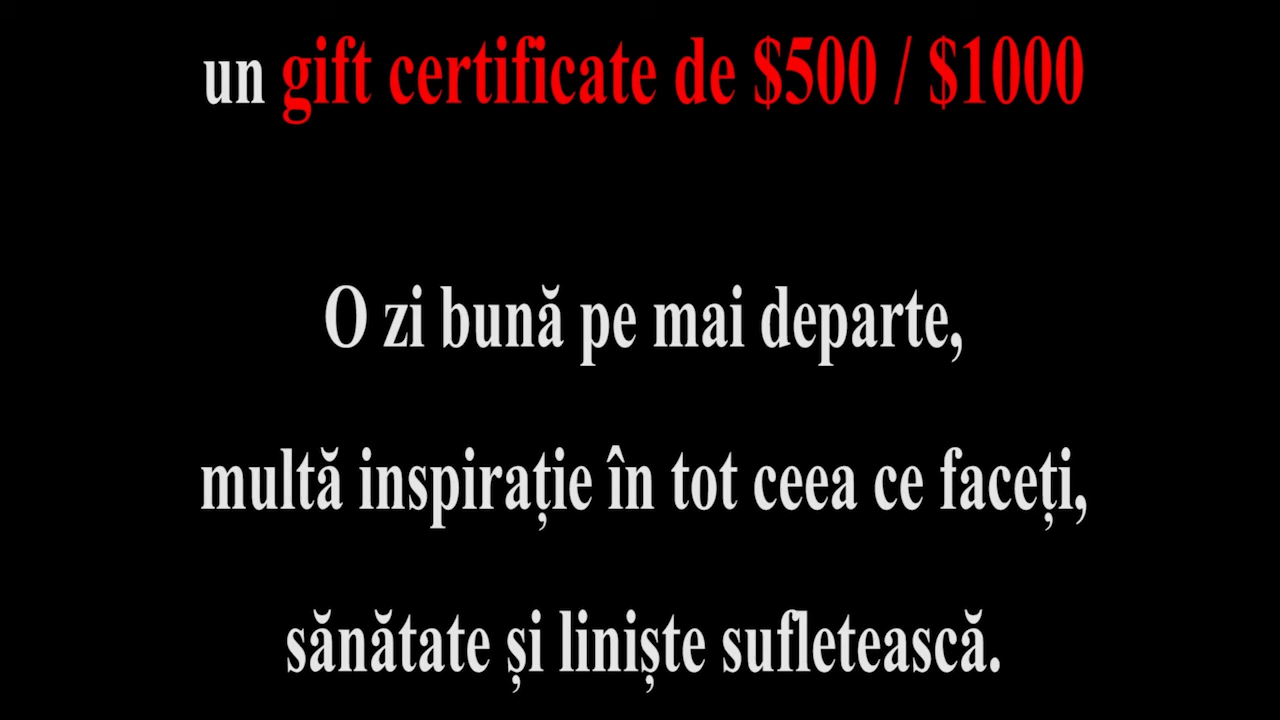 un gift certificate de $500 / $1000
O zi bună pe mai departe,
multă inspirație în tot ceea ce faceți,
sănătate și liniște sufletească.